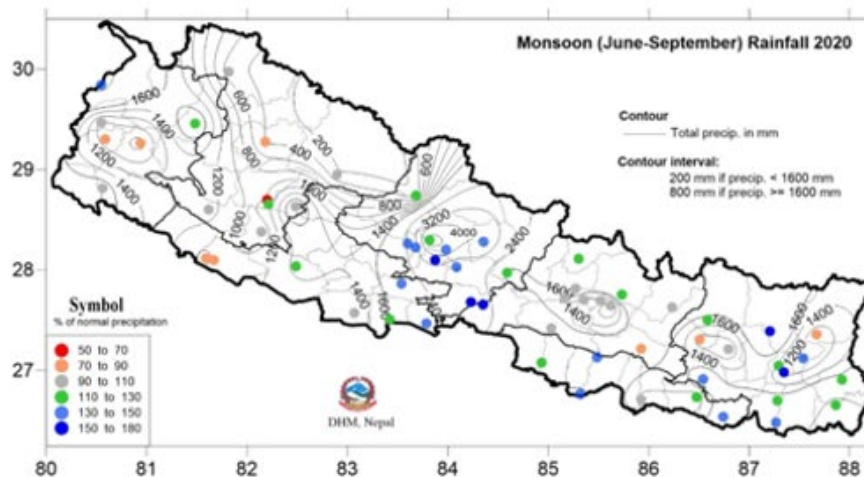 Monsoon (June-September) Rainfall 2020
Contour
Total precip. in mm
Contour interval:
200 mm if precip. < 1600 mm
800 mm if precip. >= 1600 mm
30
29
28
27
1600
1400
1200
1400
600
800
400
200
1200
1000
1200
600
800
1400
3200
4000
2400
1400
1600
1600
1400
1600
1400
1600
1400
1200
Symbol
% of normal precipitation
50 to 70
70 to 90
90 to 110
110 to 130
130 to 150
150 to 180
DHM, Nepal
80 81 82 83 84 85 86 87 88